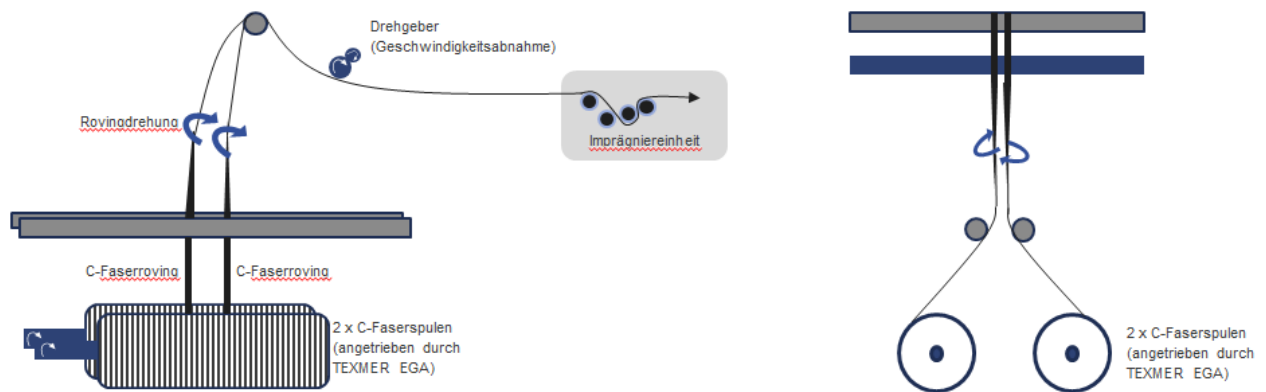 Drehgeber
(Geschwindigkeitsabnahme)
Rovingdrehung
Imprägniereinheit
C-Faserroving
C-Faserroving
2 x C-Faserspulen
(angetrieben durch
TEXMER EGA)
2 x C-Faserspulen
(angetrieben durch
TEXMER EGA)